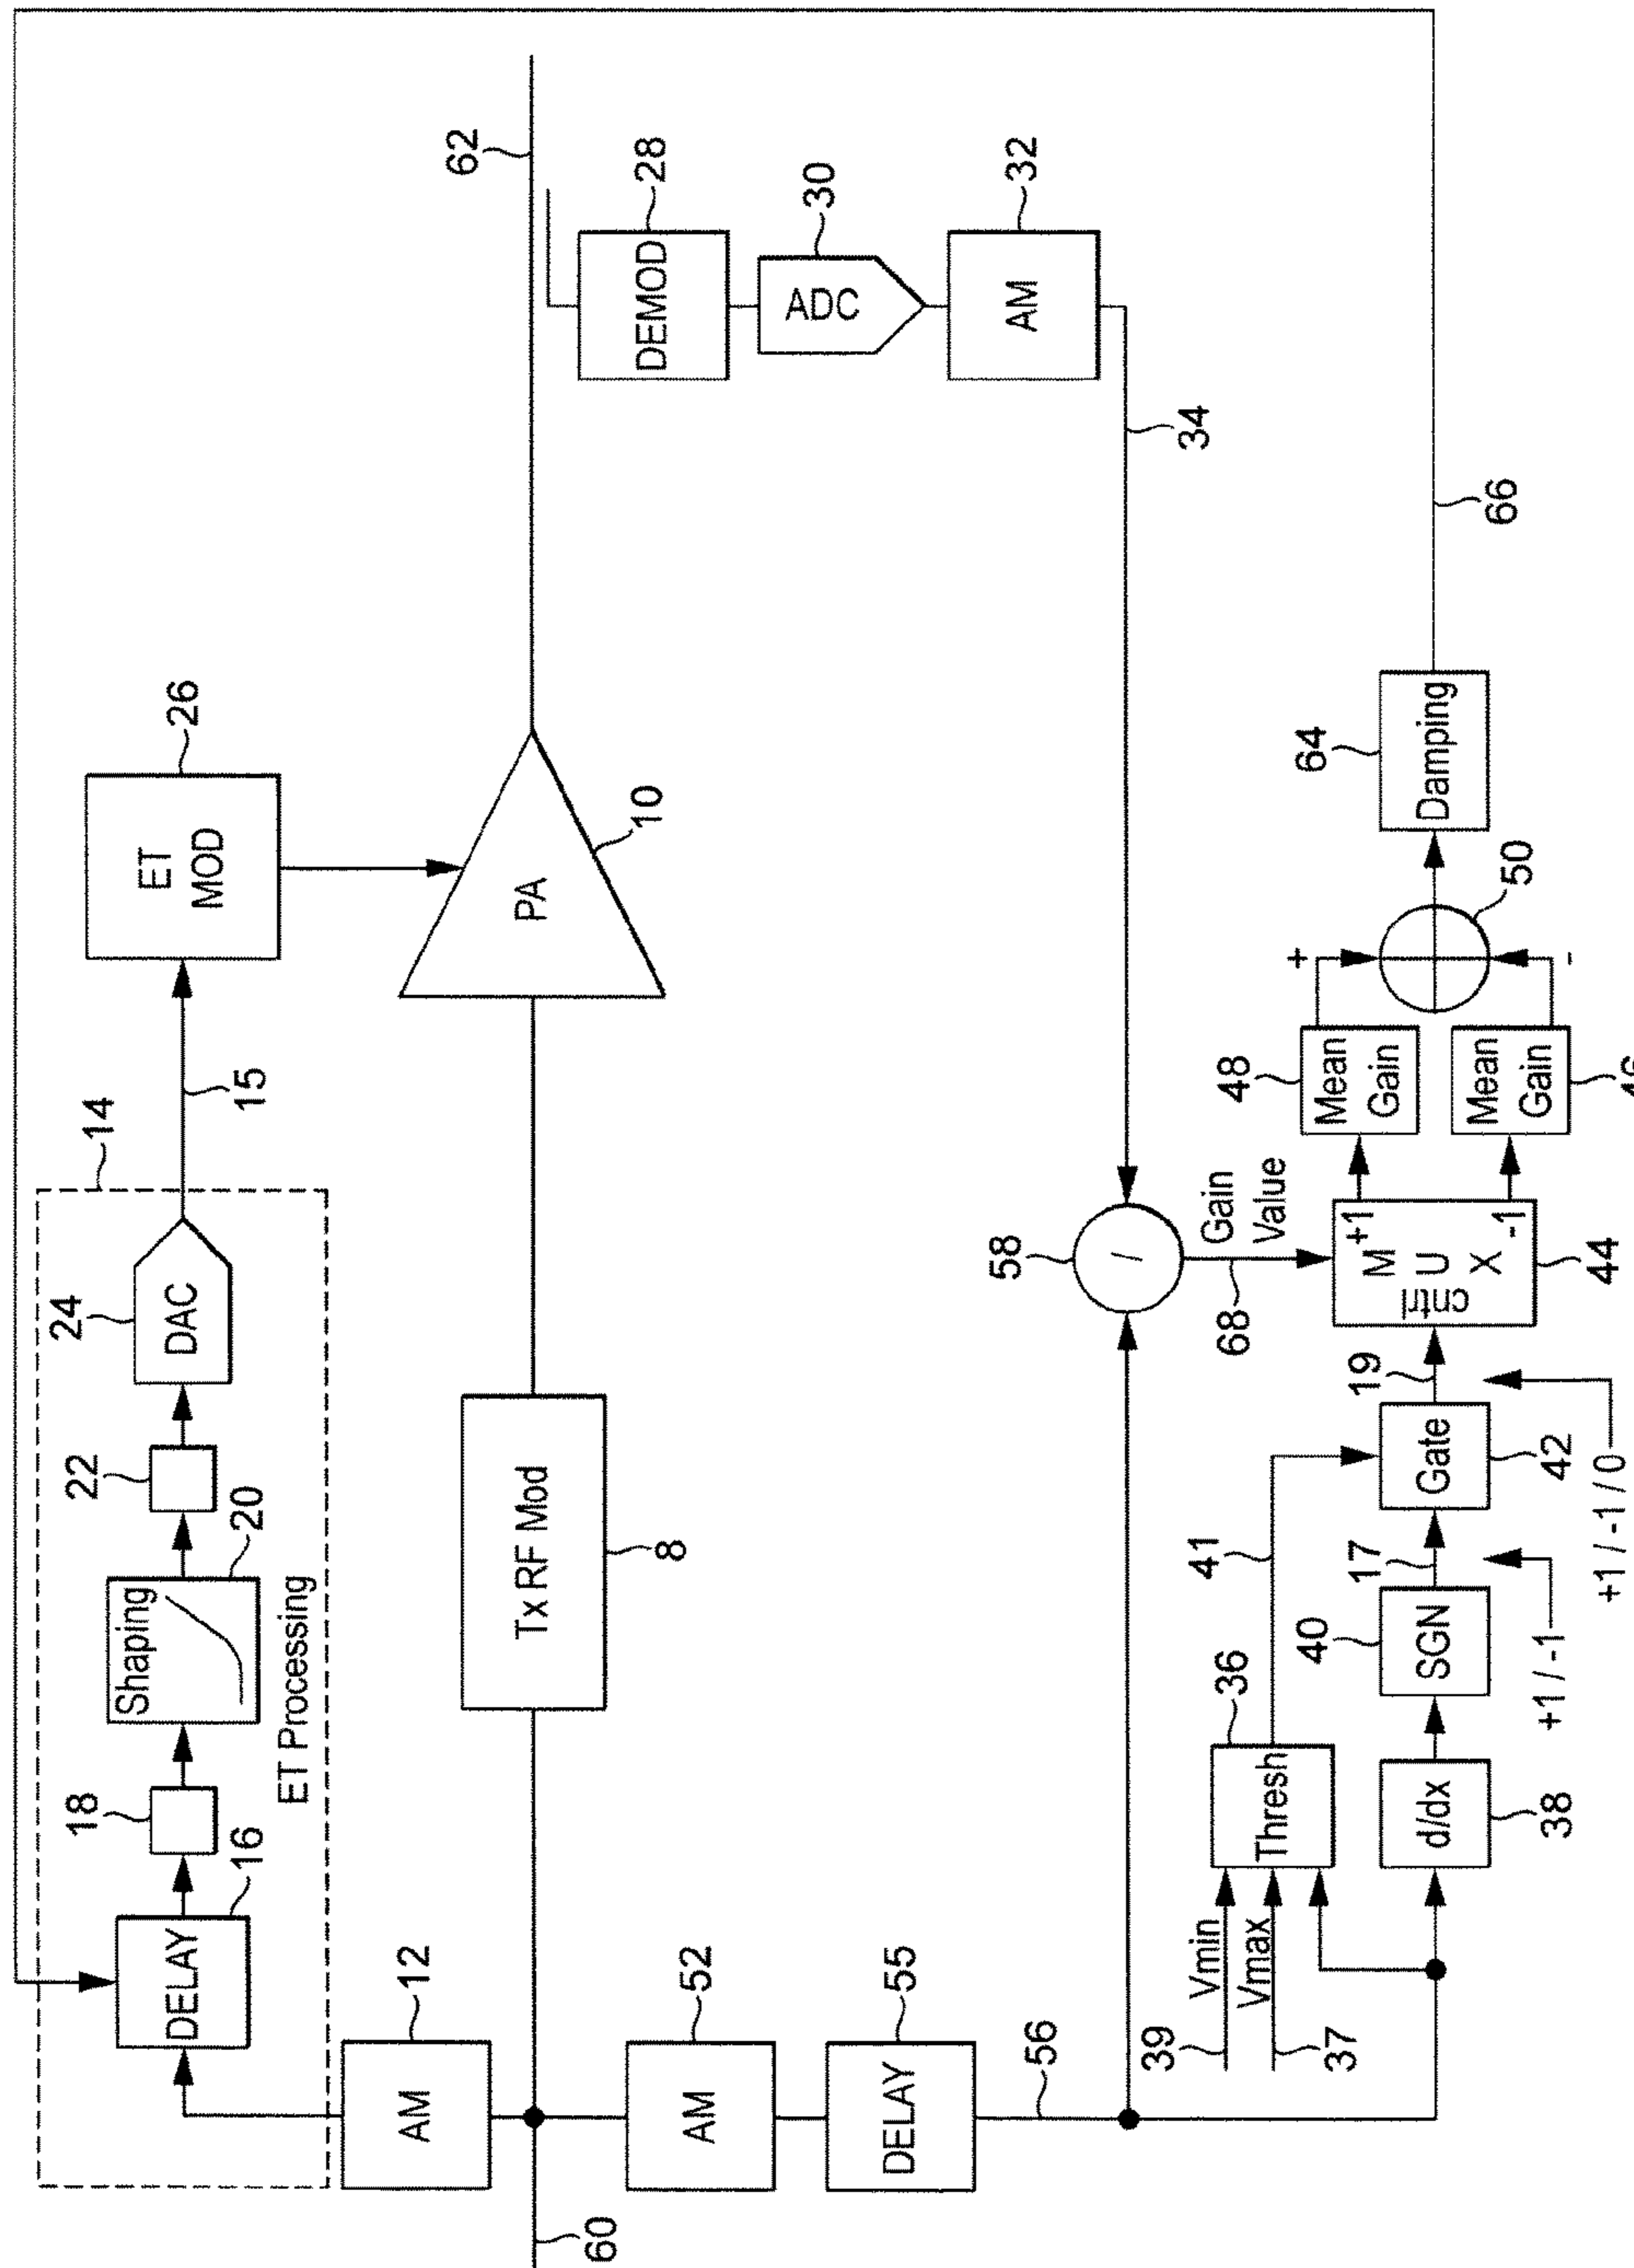 14
24
22
20
18
16
DAC
Shaping
DELAY
ET Processing
15
26
ET
MOD
12
AM
60
Tx RF Mod
8
PA
10
62
DEMOD
28
ADC
30
AM
32
34
AM
52
DELAY
55
56
58
/
Gain
Value
68
Vmin
39
Vmax
37
Thresh
36
41
d/dx
38
SGN
40
17
+1 / -1
Gate
42
19
+1 / -1 / 0
M
U
X
cntrl
+1
-1
44
48
Mean
Gain
Mean
Gain
+
-
50
Damping
64
66